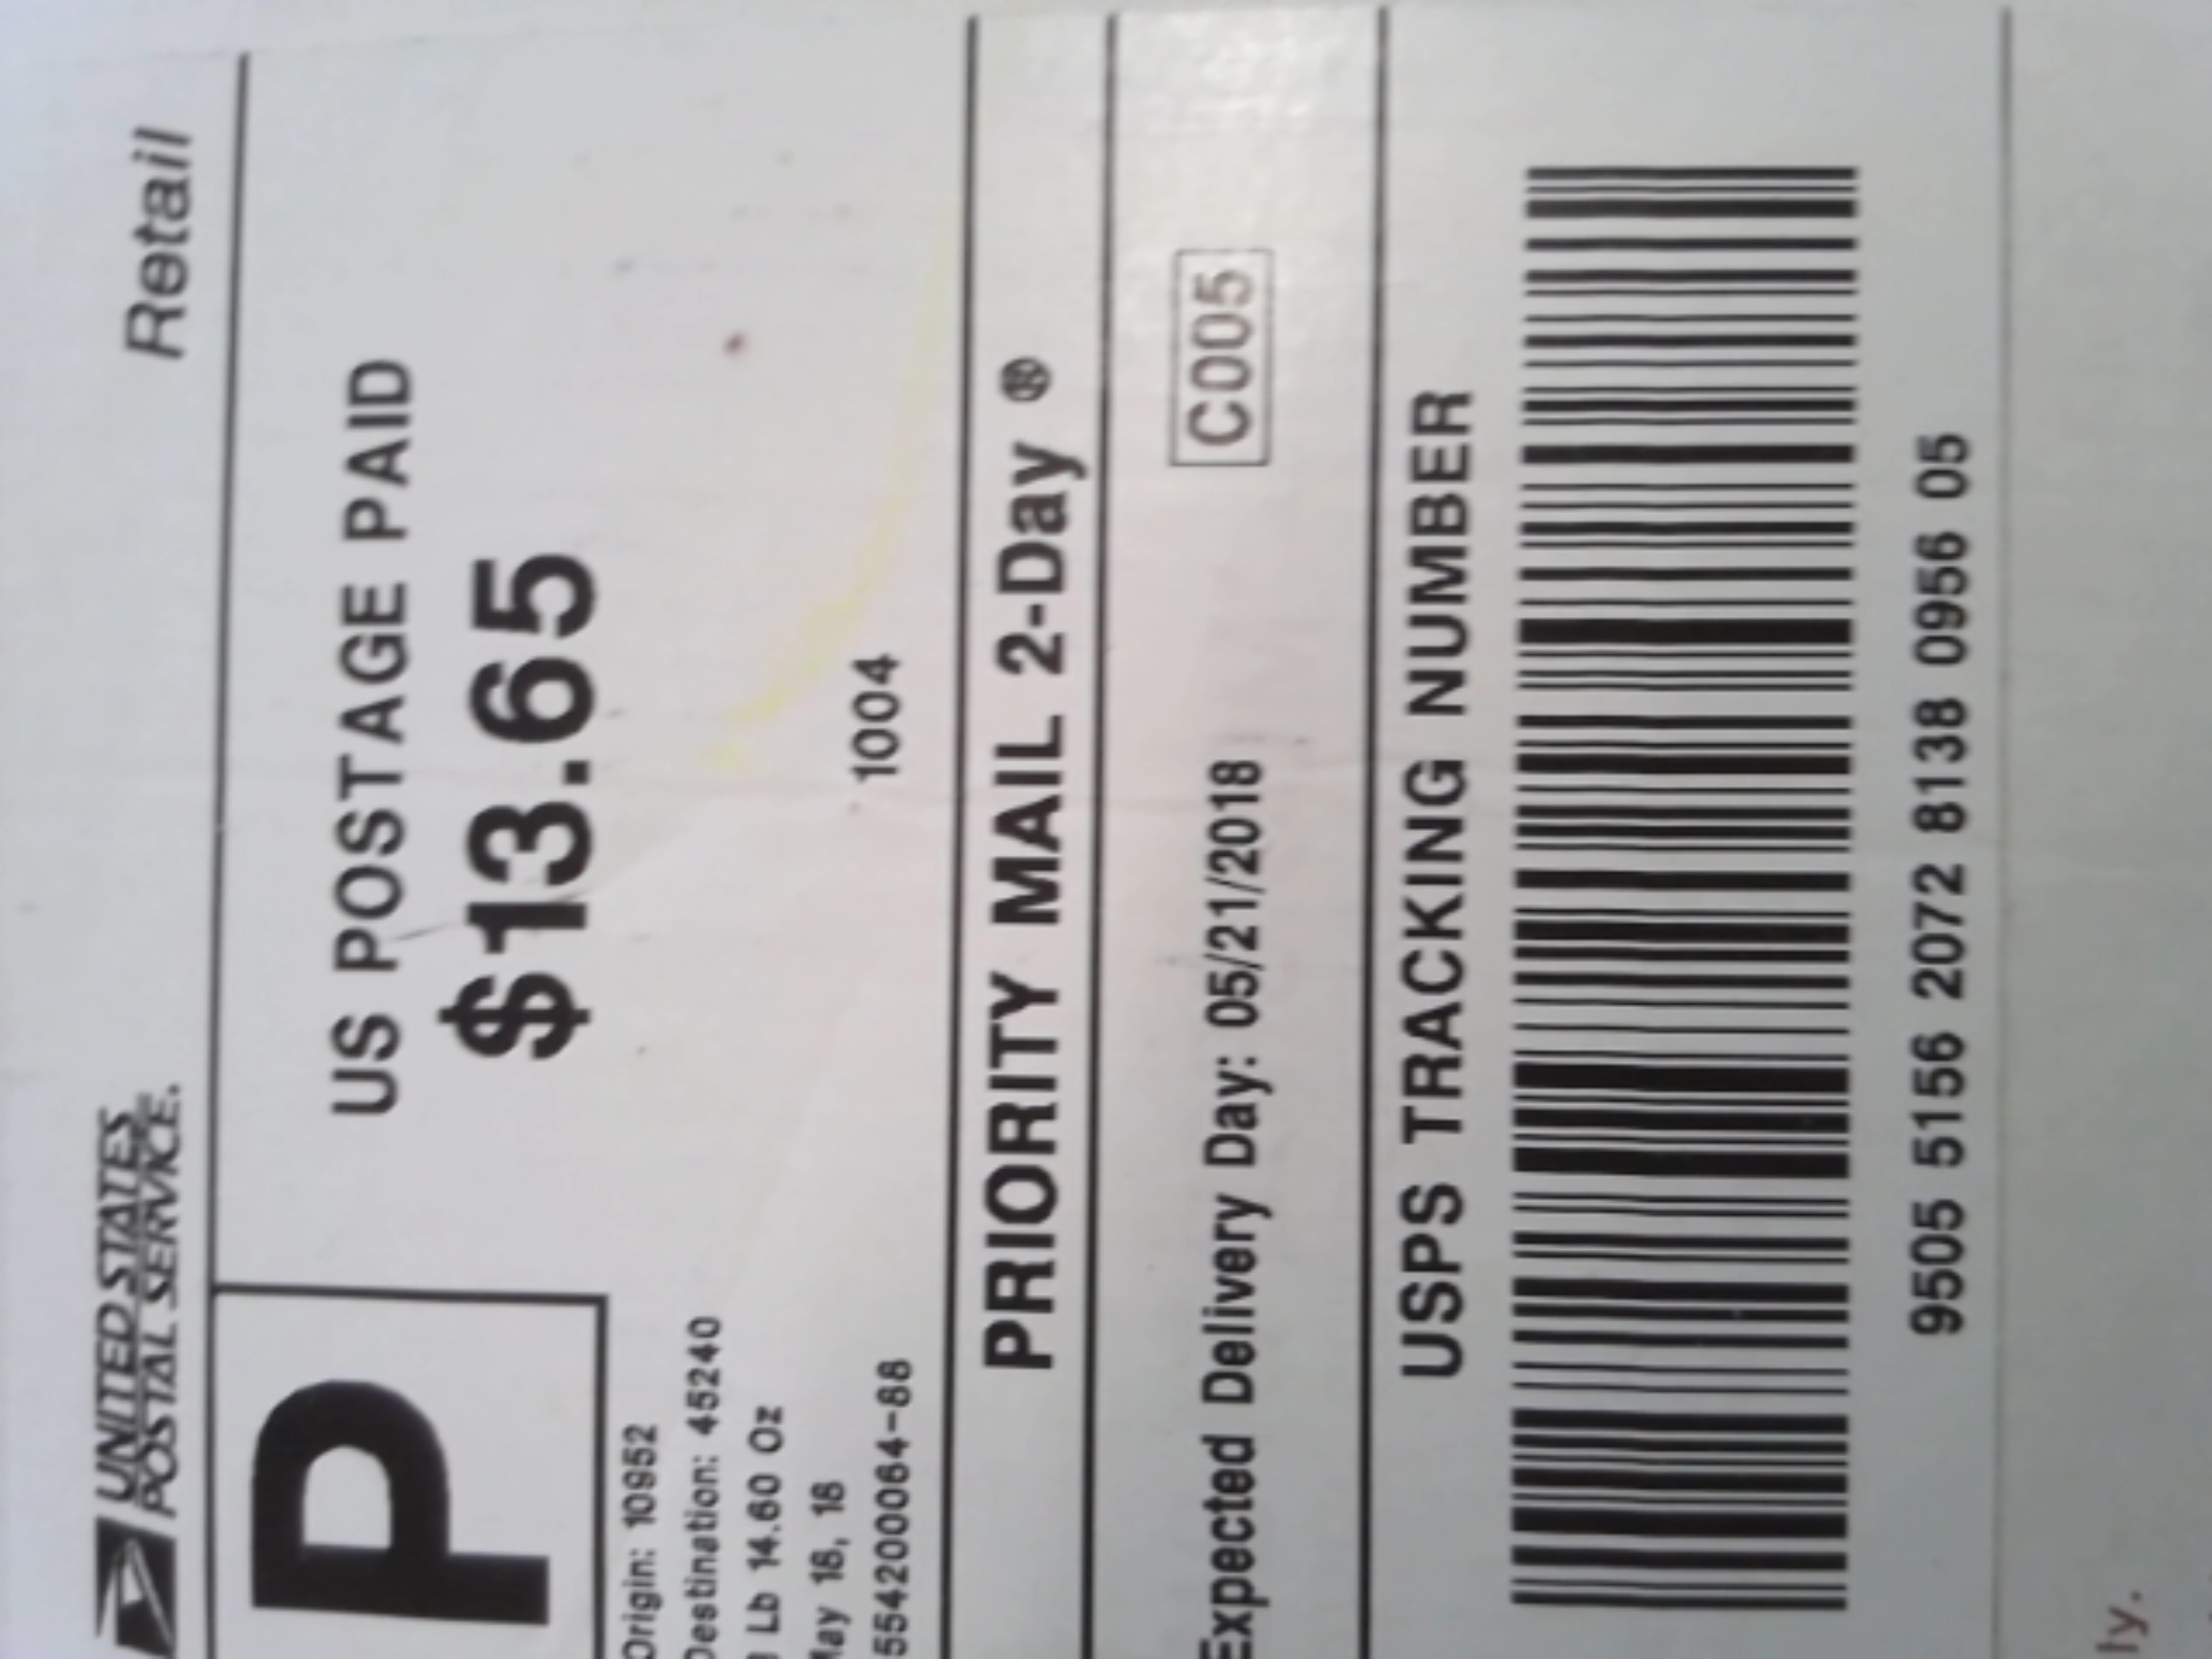 UNITED STATES
POSTAL SERVICE.
Retail
P
US POSTAGE PAID
$13.65
Origin: 10952
Destination: 45240
Lb 14.60 Oz
May 18, 18
554200064-88
1004
PRIORITY MAIL 2-Day ®
Expected Delivery Day: 05/21/2018
C005
USPS TRACKING NUMBER
9505 5156 2072 8138 0956 05
ly.